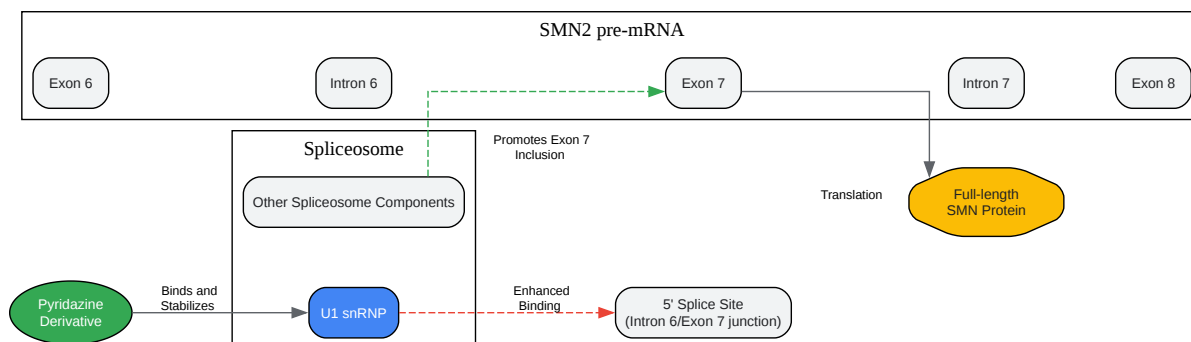 SMN2 pre-mRNA
Exon 6
Intron 6
Exon 7
Intron 7
Exon 8
Promotes Exon 7
Inclusion
Spliceosome
Other Spliceosome Components
Translation
Full-length
SMN Protein
Pyridazine
Derivative
Binds and
Stabilizes
U1 snRNP
Enhanced
Binding
5' Splice Site
(Intron 6/Exon 7 junction)